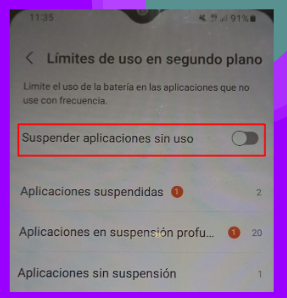 11:35 91%
< Límites de uso en segundo plano
Limite el uso de la batería en las aplicaciones que no
use con frecuencia.
Suspender aplicaciones sin uso
Aplicaciones suspendidas 1 2
Aplicaciones en suspensión profu... 1 20
Aplicaciones sin suspensión 1